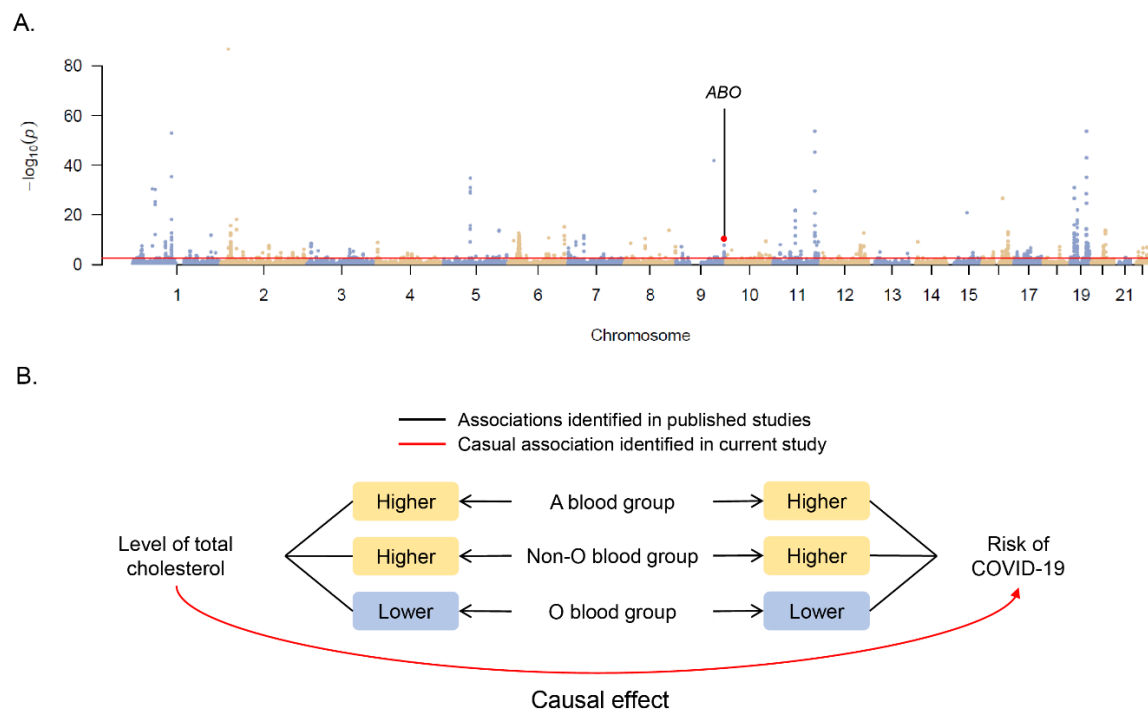 A.
ABO
80
60
40
20
0
−log10(p)
1 2 3 4 5 6 7 8 9 10 11 12 13 14 15 17 19 21
Chromosome
B.
Associations identified in published studies
Casual association identified in current study
Higher A blood group Higher
Level of total cholesterol
Higher Non-O blood group Higher
Risk of COVID-19
Lower O blood group Lower
Causal effect